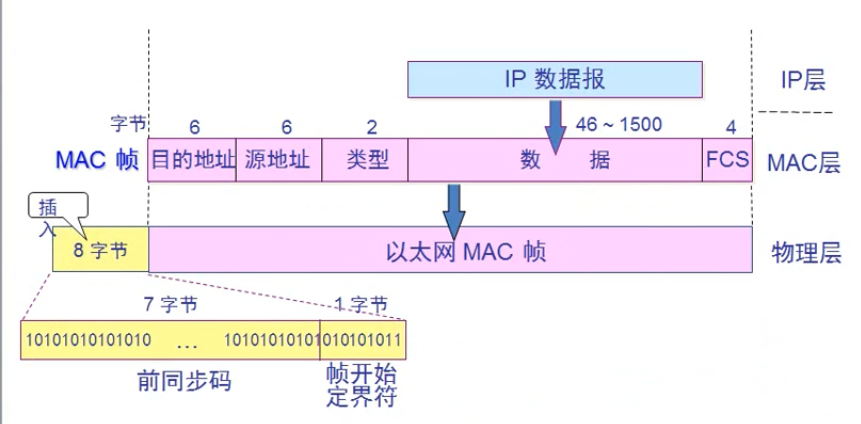 IP 数据报
IP层
字节 6 6 2 46 ~ 1500 4
MAC 帧 目的地址 源地址 类型 数 据 FCS MAC层
插
入
8 字节 以太网 MAC 帧 物理层
7 字节 1 字节
10101010101010 … 10101010101 010101011
前同步码
帧开始
定界符